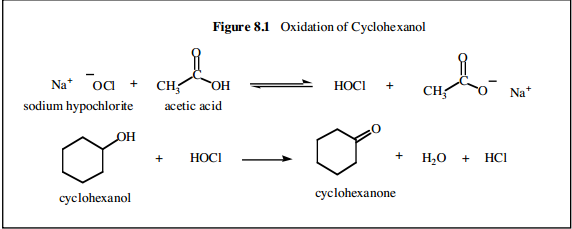 Figure 8.1 Oxidation of Cyclohexanol
O
Na⁺ ⁻OCl + CH₃ C OH HOCl + CH₃ C O⁻ Na⁺
O
sodium hypochlorite acetic acid
OH O
+ HOCl + H₂O + HCl
cyclohexanol cyclohexanone